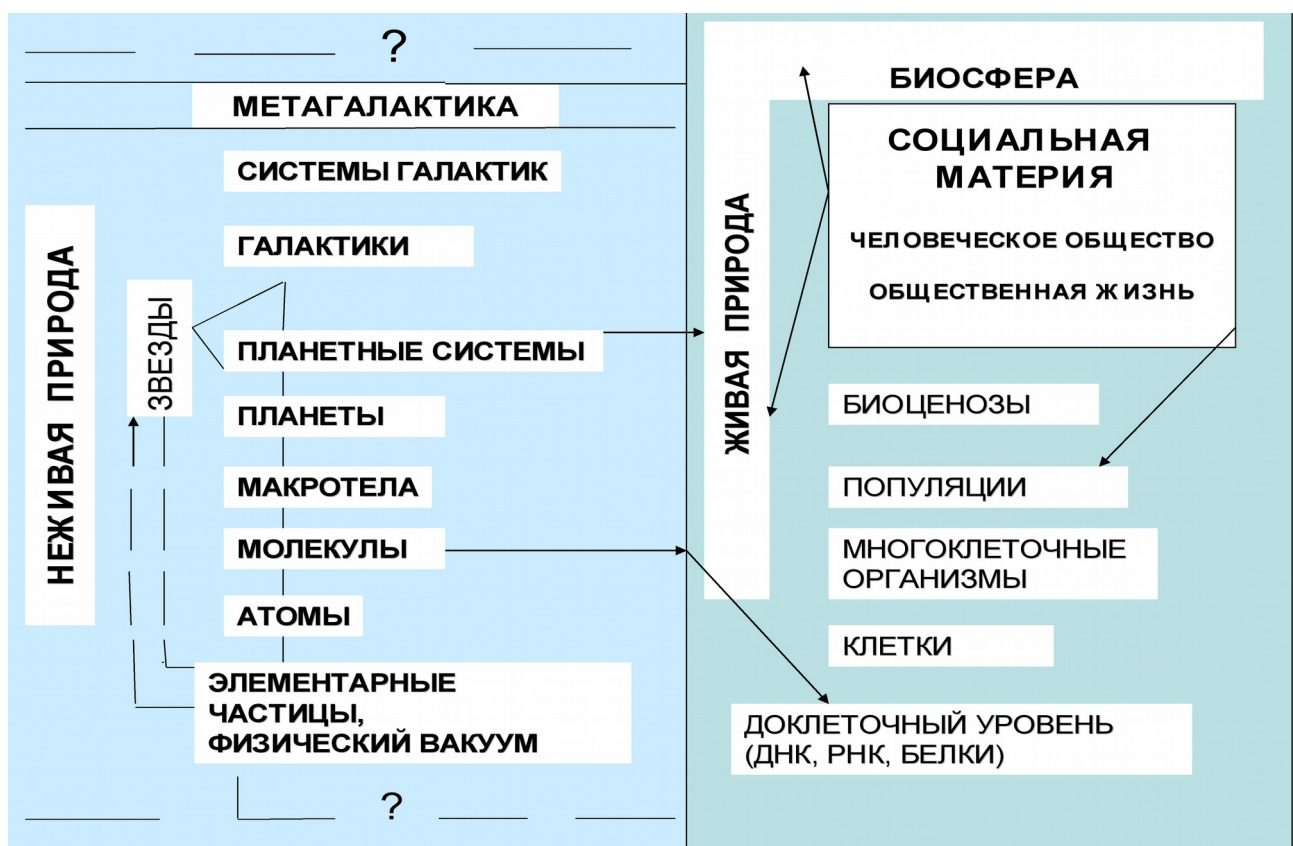 ?
МЕТАГАЛАКТИКА
СИСТЕМЫ ГАЛАКТИК
ГАЛАКТИКИ
НЕЖИВАЯ ПРИРОДА
ЗВЕЗДЫ
ПЛАНЕТНЫЕ СИСТЕМЫ
ПЛАНЕТЫ
МАКРОТЕЛА
МОЛЕКУЛЫ
АТОМЫ
ЭЛЕМЕНТАРНЫЕ
ЧАСТИЦЫ,
ФИЗИЧЕСКИЙ ВАКУУМ
?
БИОСФЕРА
ЖИВАЯ ПРИРОДА
СОЦИАЛЬНАЯ
МАТЕРИЯ
ЧЕЛОВЕЧЕСКОЕ ОБЩЕСТВО
ОБЩЕСТВЕННАЯ ЖИЗНЬ
БИОЦЕНОЗЫ
ПОПУЛЯЦИИ
МНОГОКЛЕТОЧНЫЕ
ОРГАНИЗМЫ
КЛЕТКИ
ДОКЛЕТОЧНЫЙ УРОВЕНЬ
(ДНК, РНК, БЕЛКИ)